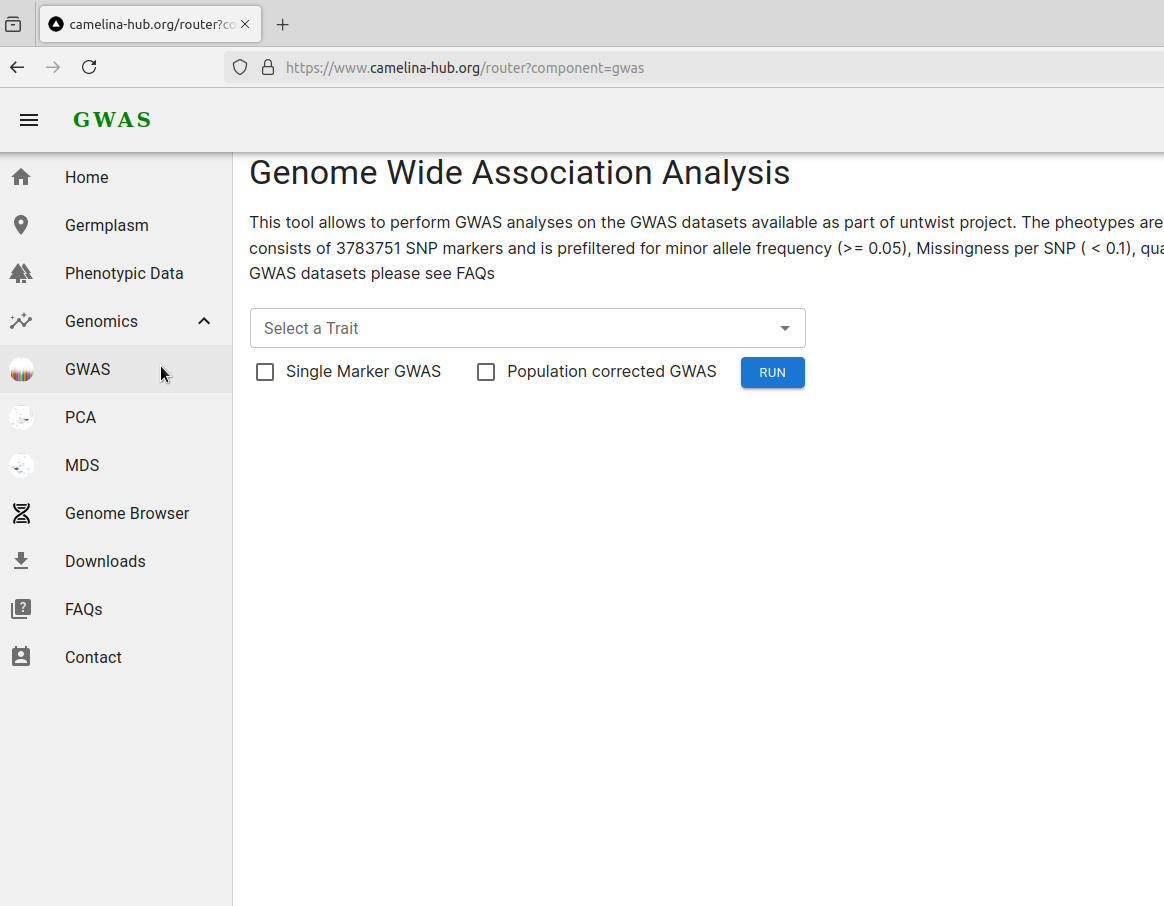 camelina-hub.org/router?co
https://www.camelina-hub.org/router?component=gwas
GWAS
Home
Germplasm
Phenotypic Data
Genomics
GWAS
PCA
MDS
Genome Browser
Downloads
FAQs
Contact
Genome Wide Association Analysis
This tool allows to perform GWAS analyses on the GWAS datasets available as part of untwist project. The pheotypes are
consists of 3783751 SNP markers and is prefiltered for minor allele frequency (>= 0.05), Missingness per SNP ( < 0.1), qua
GWAS datasets please see FAQs
Select a Trait
Single Marker GWAS Population corrected GWAS RUN